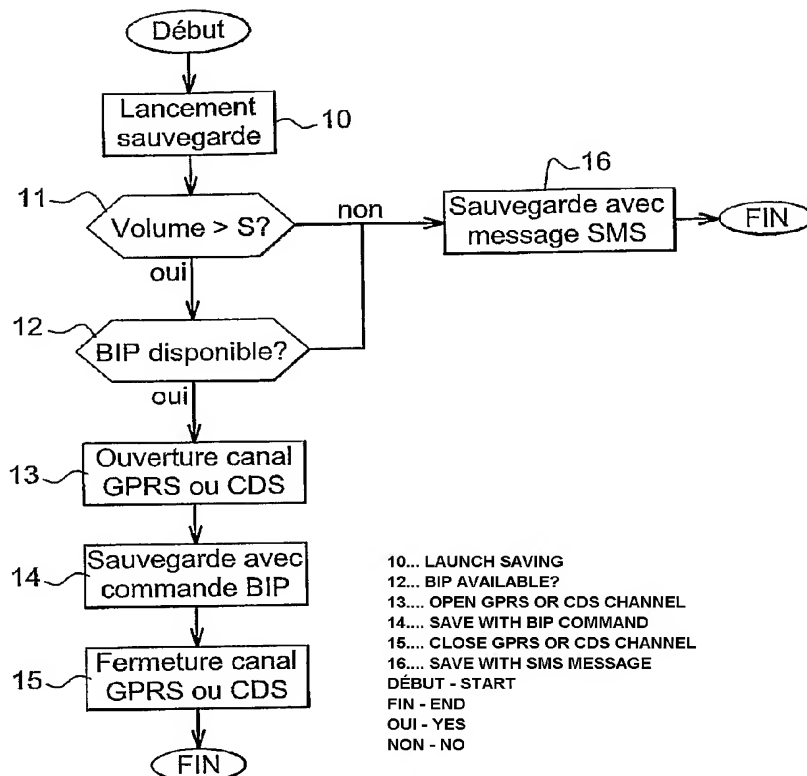 Début
Lancement
sauvegarde
10
11
Volume > S?
non
oui
16
Sauvegarde avec
message SMS
FIN
12
BIP disponible?
oui
13
Ouverture canal
GPRS ou CDS
14
Sauvegarde avec
commande BIP
15
Fermeture canal
GPRS ou CDS
FIN
10... LAUNCH SAVING
12... BIP AVAILABLE?
13.... OPEN GPRS OR CDS CHANNEL
14.... SAVE WITH BIP COMMAND
15.... CLOSE GPRS OR CDS CHANNEL
16.... SAVE WITH SMS MESSAGE
DÉBUT - START
FIN - END
OUI - YES
NON - NO